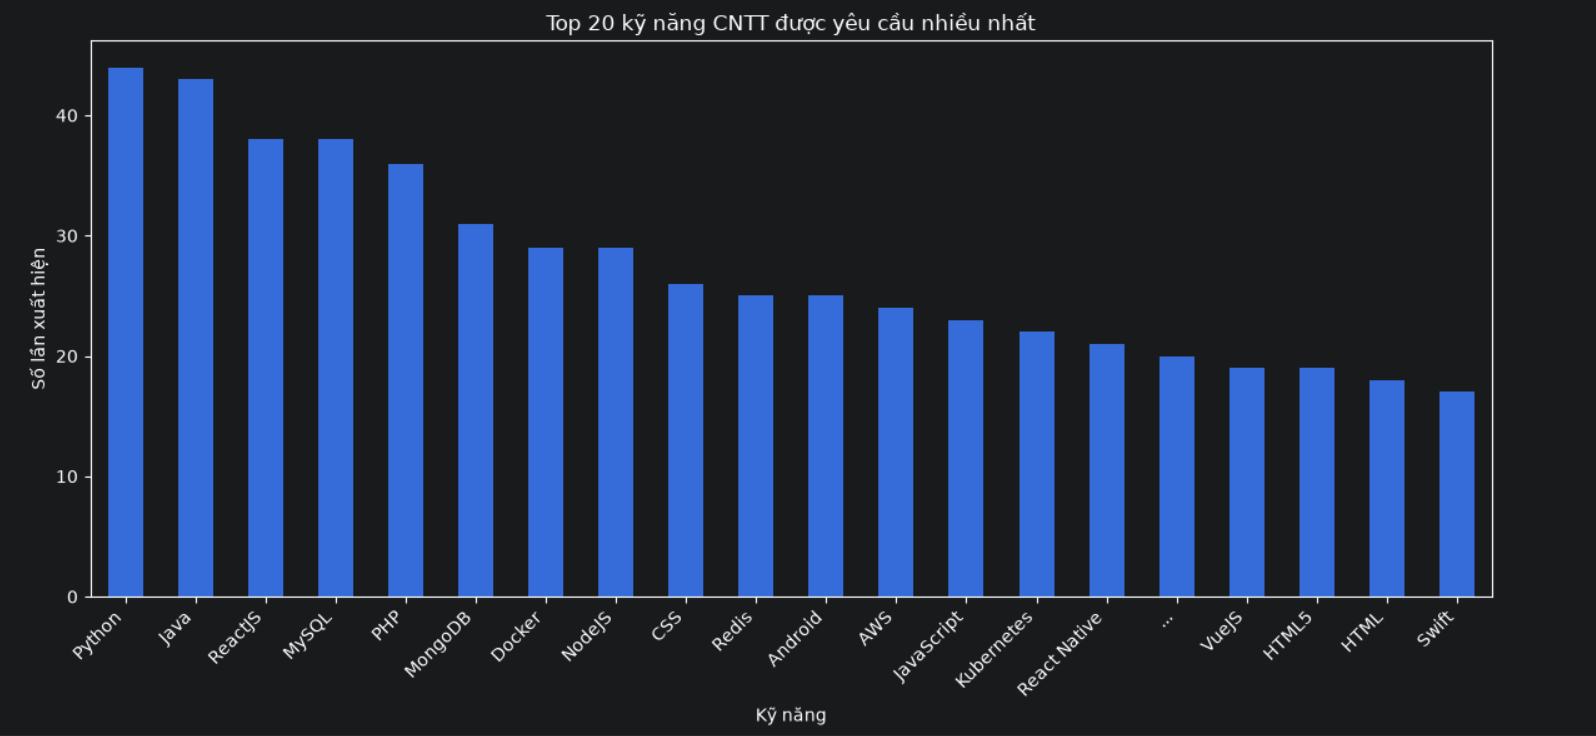 Top 20 kỹ năng CNTT được yêu cầu nhiều nhất
Số lần xuất hiện
40
30
20
10
0
Python
Java
ReactJS
MySQL
PHP
MongoDB
Docker
NodeJS
CSS
Redis
Android
AWS
JavaScript
Kubernetes
React Native
...
VueJS
HTML5
HTML
Swift
Kỹ năng